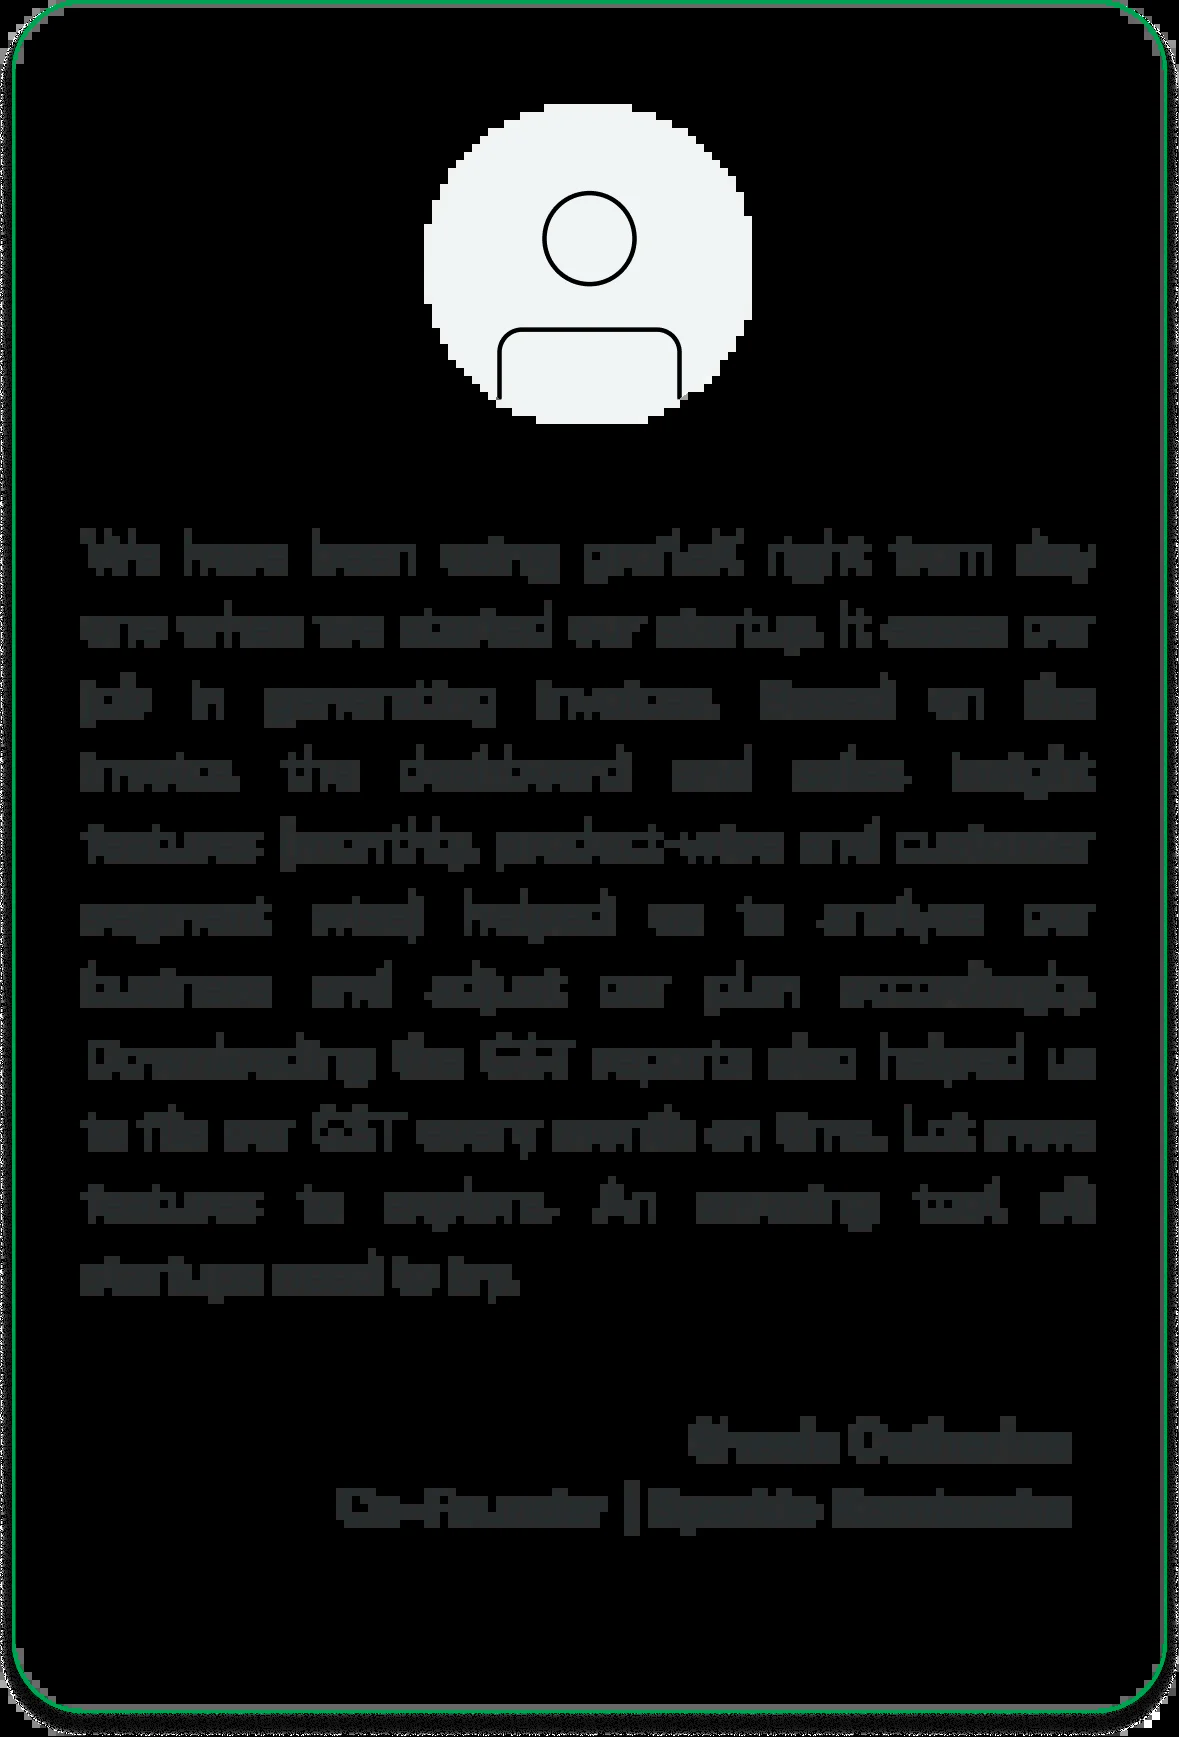 We have been using right from day
one when we started our startup. It eases our
job in generating invoices. Based on the
invoice, the dashboard and sales insight
features (monthly, product-wise and customer
segment wise) helped us to analyse our
business and adjust our plan accordingly.
Downloading the GST reports also helped us
to file our GST every month on time. Lot more
features to explore. An amazing tool all
startups need to try.
Co-Founder |